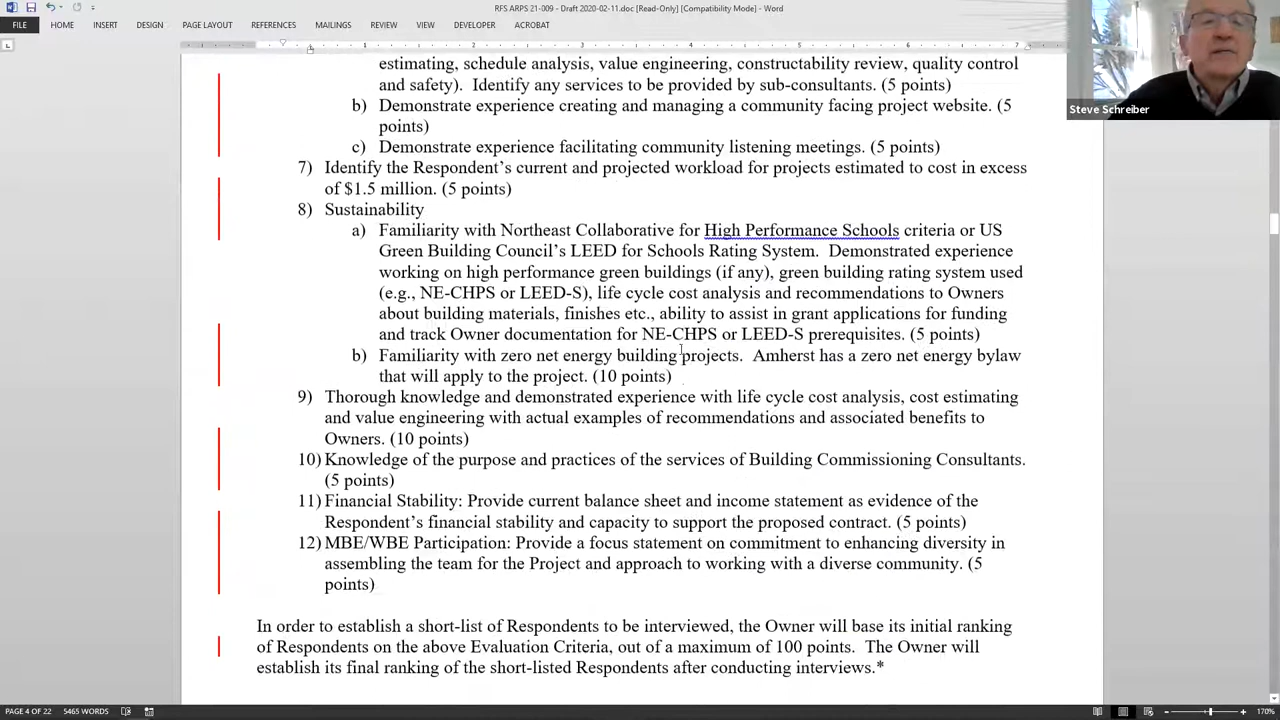 RFS ARPS 21-009 - Draft 2020-02-11.doc [Read-Only] [Compatibility Mode] - Word
FILE HOME INSERT DESIGN PAGE LAYOUT REFERENCES MAILINGS REVIEW VIEW DEVELOPER ACROBAT
1 2 3 4 5 6 7
Steve Schreiber
estimating, schedule analysis, value engineering, constructability review, quality control
and safety). Identify any services to be provided by sub-consultants. (5 points)
b) Demonstrate experience creating and managing a community facing project website. (5
points)
c) Demonstrate experience facilitating community listening meetings. (5 points)
7) Identify the Respondent's current and projected workload for projects estimated to cost in excess
of $1.5 million. (5 points)
8) Sustainability
a) Familiarity with Northeast Collaborative for High Performance Schools criteria or US
Green Building Council's LEED for Schools Rating System. Demonstrated experience
working on high performance green buildings (if any), green building rating system used
(e.g., NE-CHPS or LEED-S), life cycle cost analysis and recommendations to Owners
about building materials, finishes etc., ability to assist in grant applications for funding
and track Owner documentation for NE-CHPS or LEED-S prerequisites. (5 points)
b) Familiarity with zero net energy building projects. Amherst has a zero net energy bylaw
that will apply to the project. (10 points)
9) Thorough knowledge and demonstrated experience with life cycle cost analysis, cost estimating
and value engineering with actual examples of recommendations and associated benefits to
Owners. (10 points)
10) Knowledge of the purpose and practices of the services of Building Commissioning Consultants.
(5 points)
11) Financial Stability: Provide current balance sheet and income statement as evidence of the
Respondent's financial stability and capacity to support the proposed contract. (5 points)
12) MBE/WBE Participation: Provide a focus statement on commitment to enhancing diversity in
assembling the team for the Project and approach to working with a diverse community. (5
points)
In order to establish a short-list of Respondents to be interviewed, the Owner will base its initial ranking
of Respondents on the above Evaluation Criteria, out of a maximum of 100 points. The Owner will
establish its final ranking of the short-listed Respondents after conducting interviews.*
PAGE 4 OF 22 5465 WORDS 170%